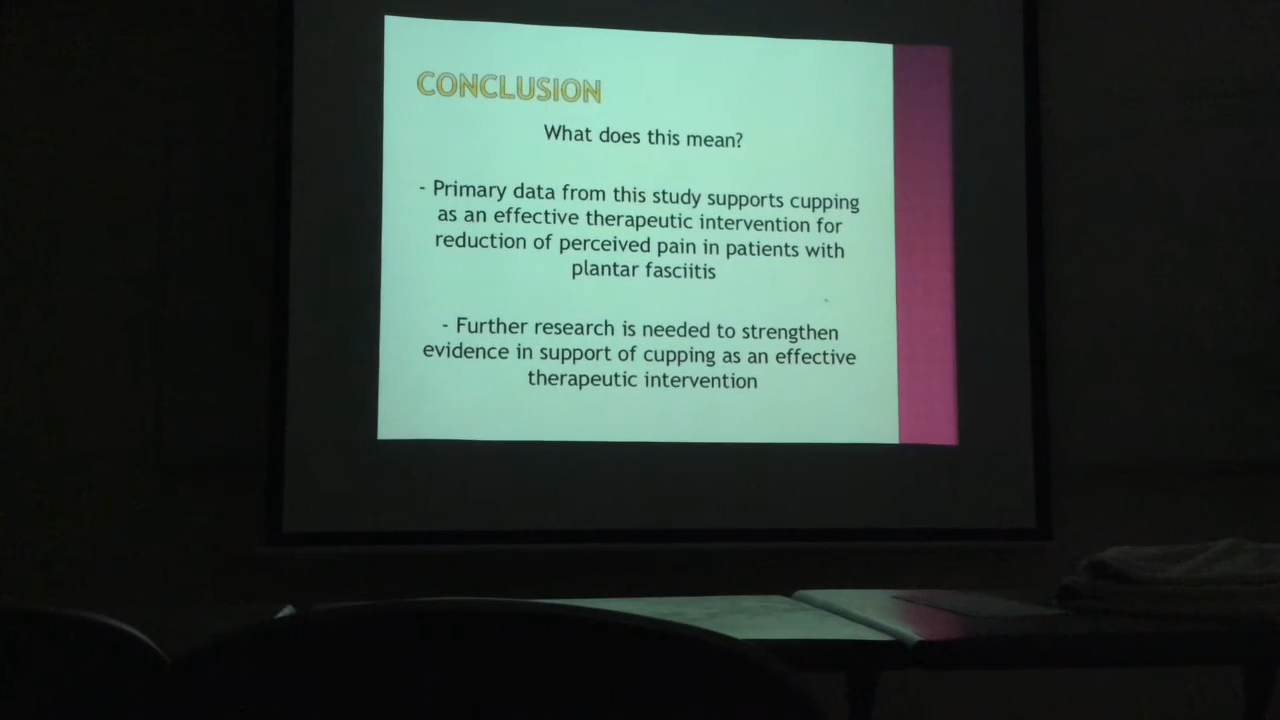 CONCLUSION
What does this mean?
- Primary data from this study supports cupping
as an effective therapeutic intervention for
reduction of perceived pain in patients with
plantar fasciitis
- Further research is needed to strengthen
evidence in support of cupping as an effective
therapeutic intervention